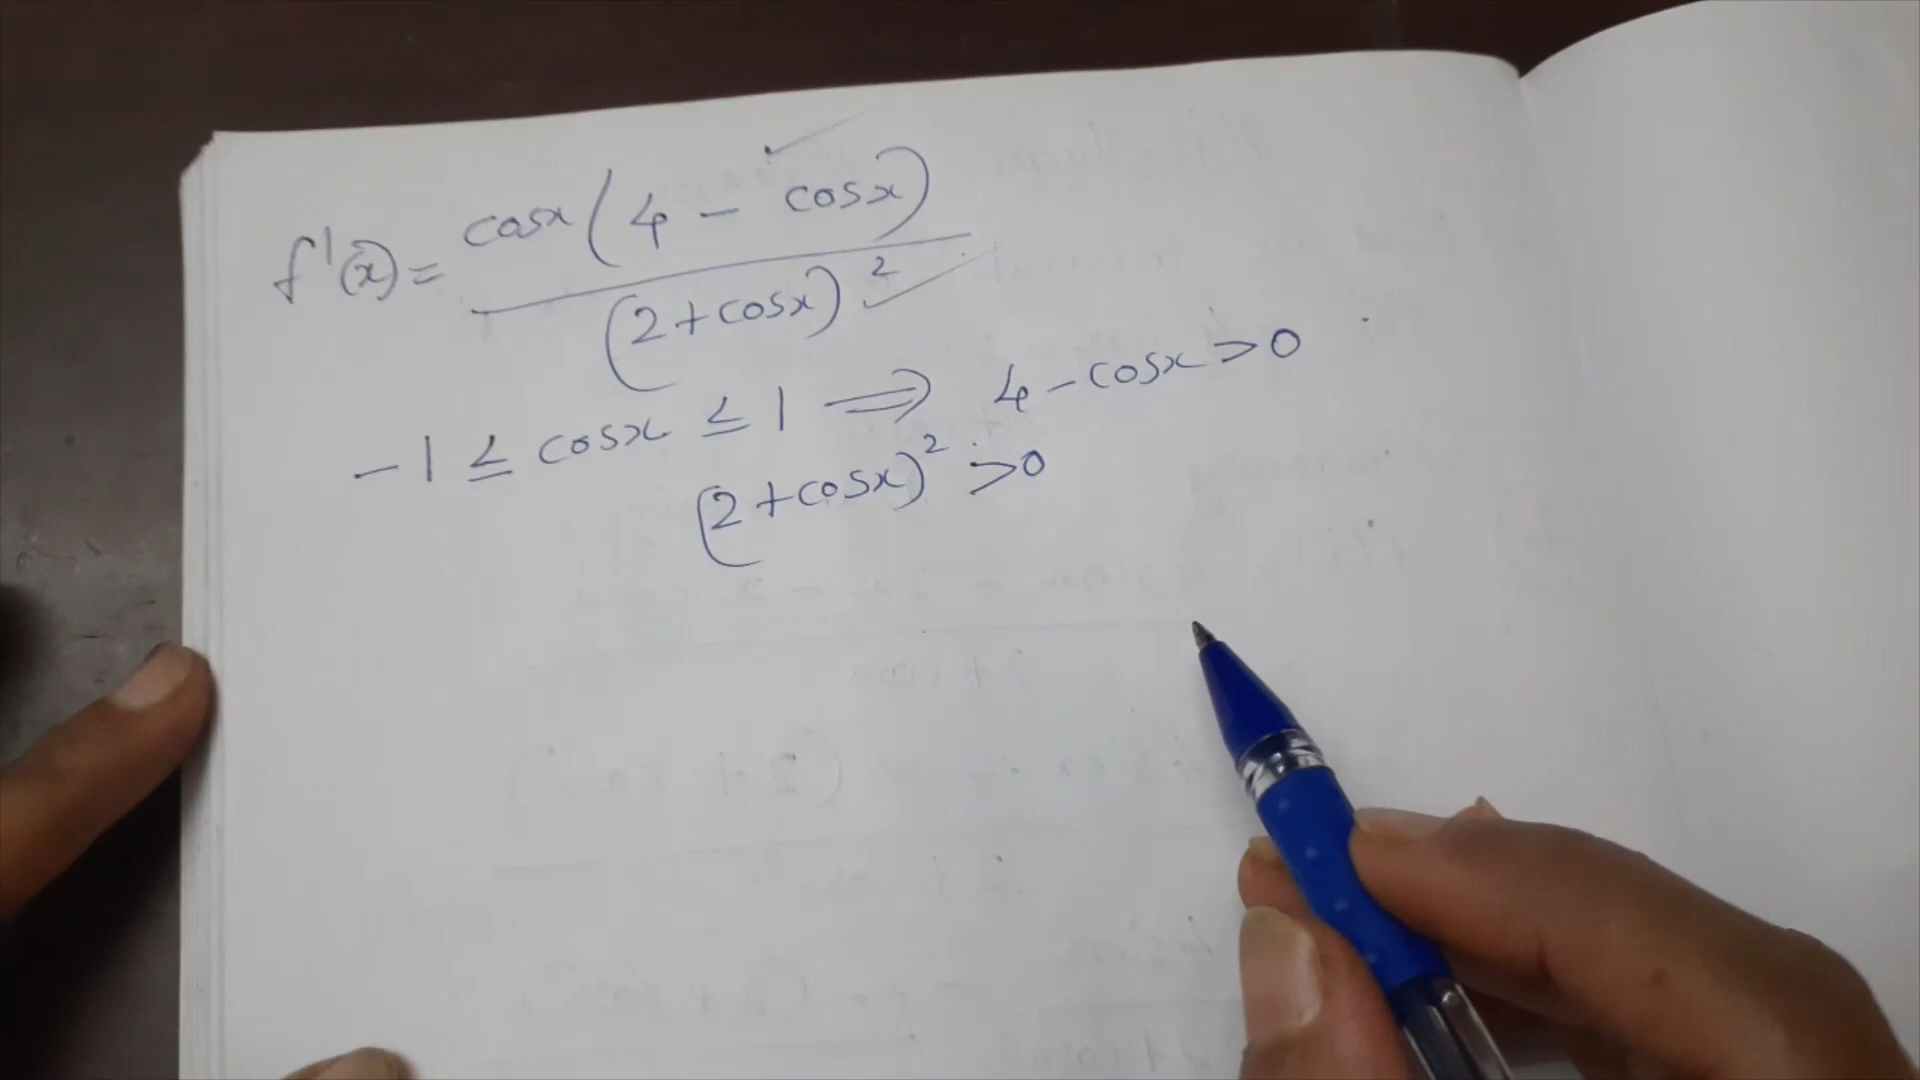 f'(x) = cosx(4 - cosx)
(2+cosx)²
-1 ≤ cosx ≤ 1 ⟹ 4-cosx>0
(2+cosx)² >0